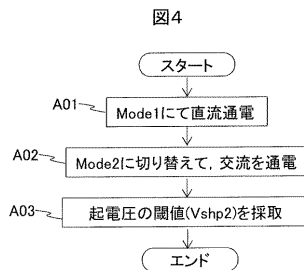 図4
スタート
A01
Mode1にて直流通電
A02
Mode2に切り替えて,交流を通電
A03
起電圧の閾値(Vshp2)を採取
エンド